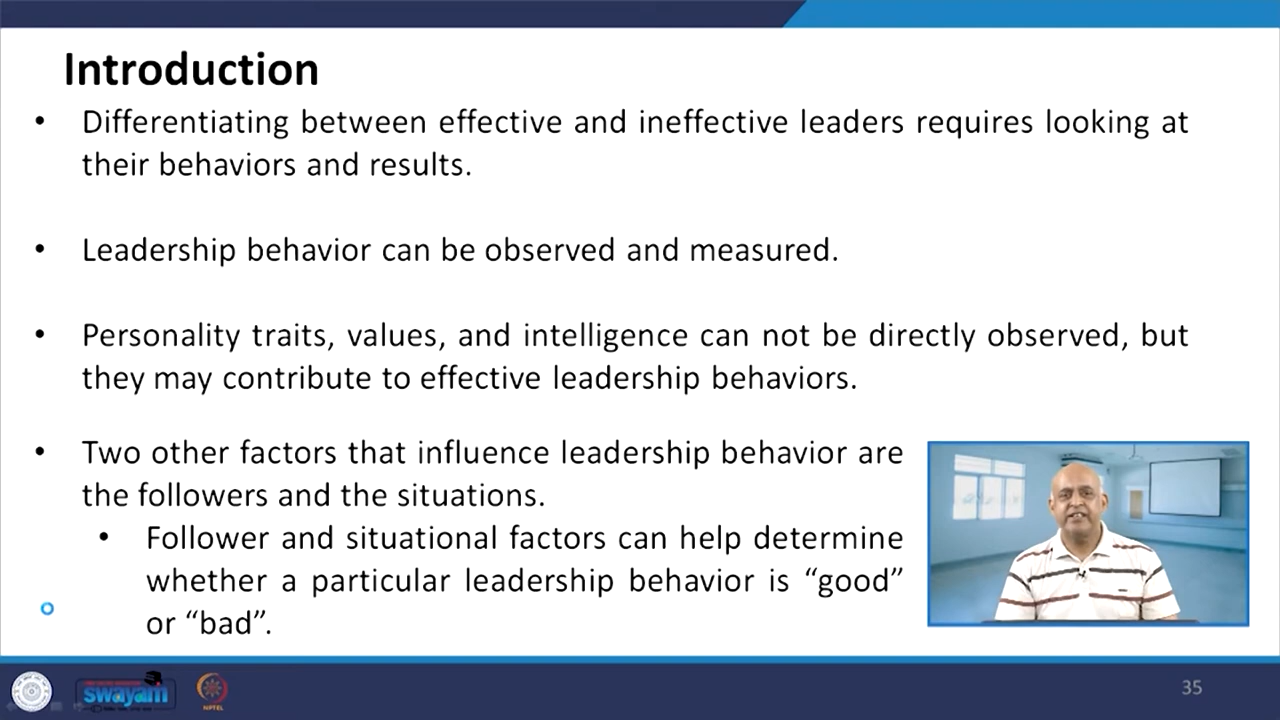 Introduction
• Differentiating between effective and ineffective leaders requires looking at
their behaviors and results.
• Leadership behavior can be observed and measured.
• Personality traits, values, and intelligence can not be directly observed, but
they may contribute to effective leadership behaviors.
• Two other factors that influence leadership behavior are
the followers and the situations.
• Follower and situational factors can help determine
whether a particular leadership behavior is “good”
or “bad”.
swayam
NPTEL
35